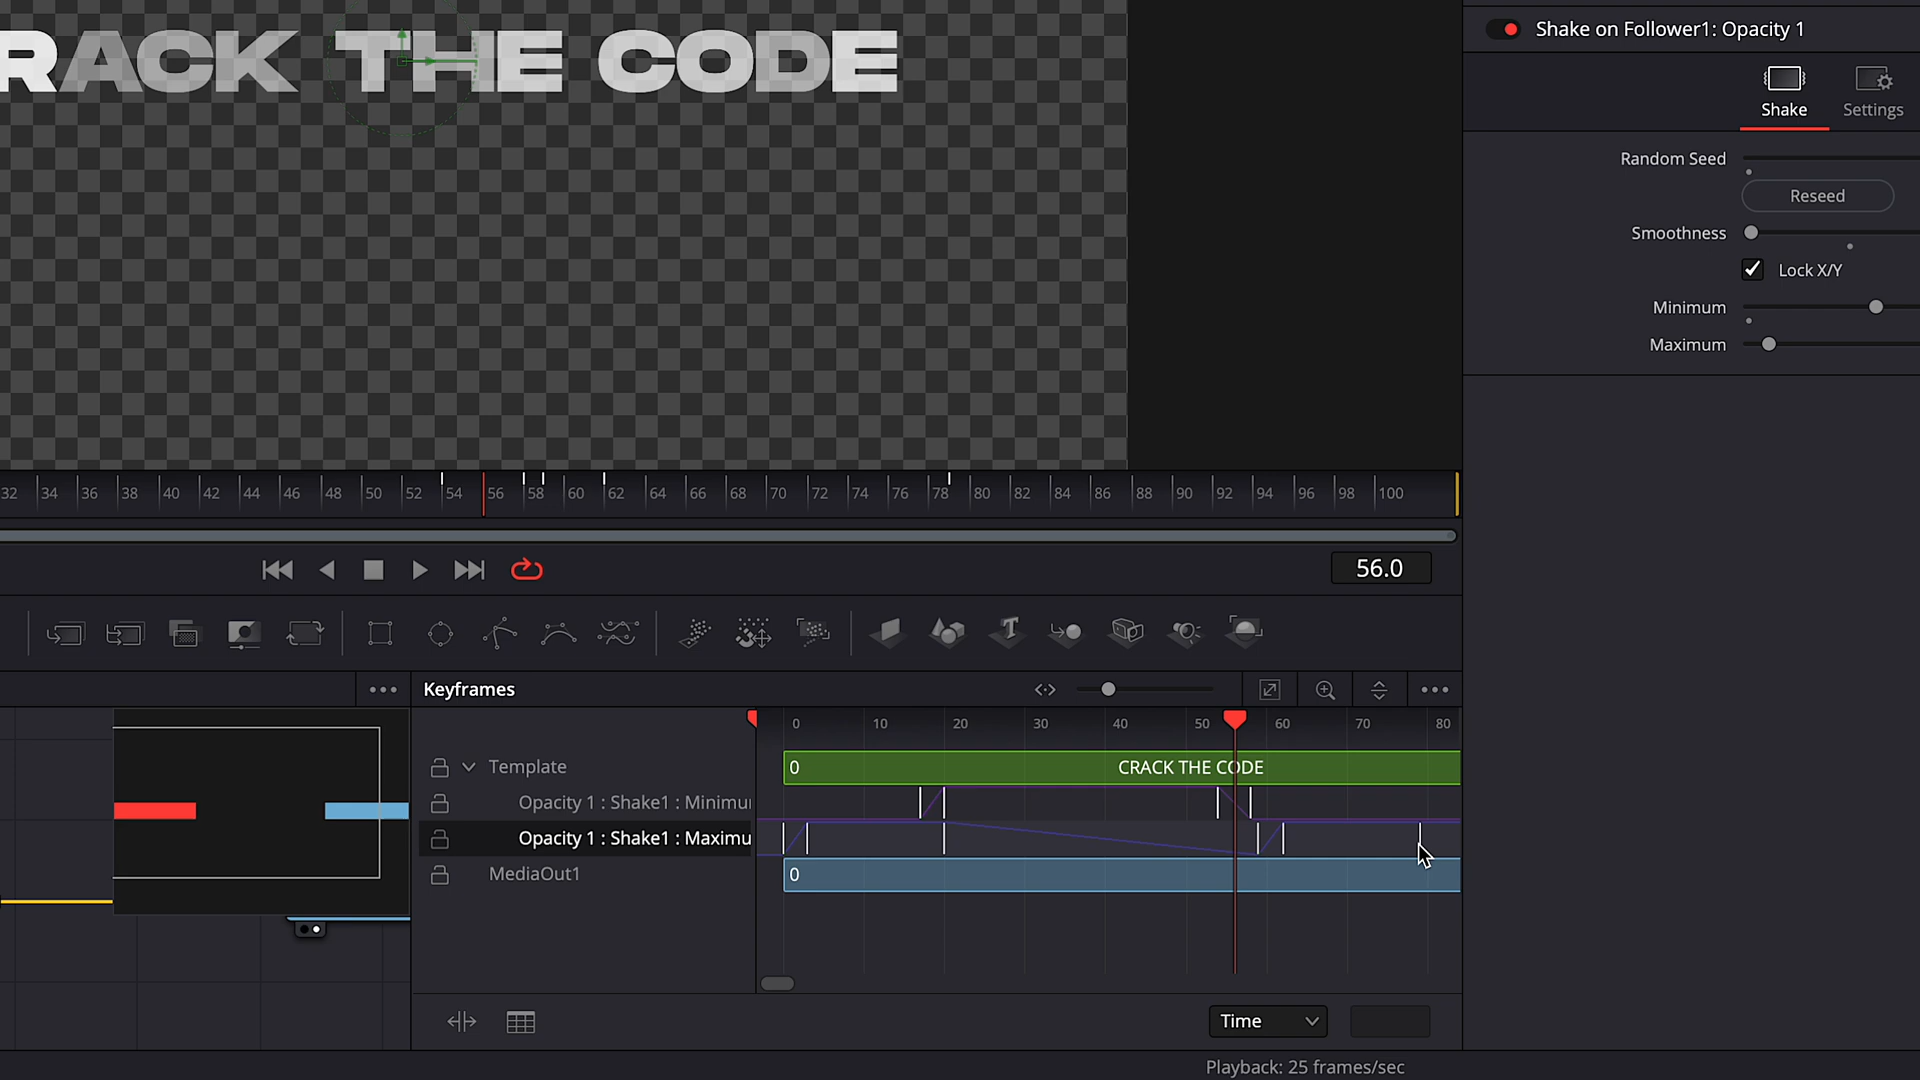 RACK THE CODE
Shake on Follower1: Opacity 1
Shake
Settings
Random Seed
Reseed
Smoothness
Lock X/Y
Minimum
Maximum
32 34 36 38 40 42 44 46 48 50 52 54 56 58 60 62 64 66 68 70 72 74 76 78 80 82 84 86 88 90 92 94 96 98 100
56.0
Keyframes
0 10 20 30 40 50 60 70 80
Template
0 CRACK THE CODE
Opacity 1 : Shake1 : Minimu
Opacity 1 : Shake1 : Maximu
MediaOut1
0
Time
Playback: 25 frames/sec